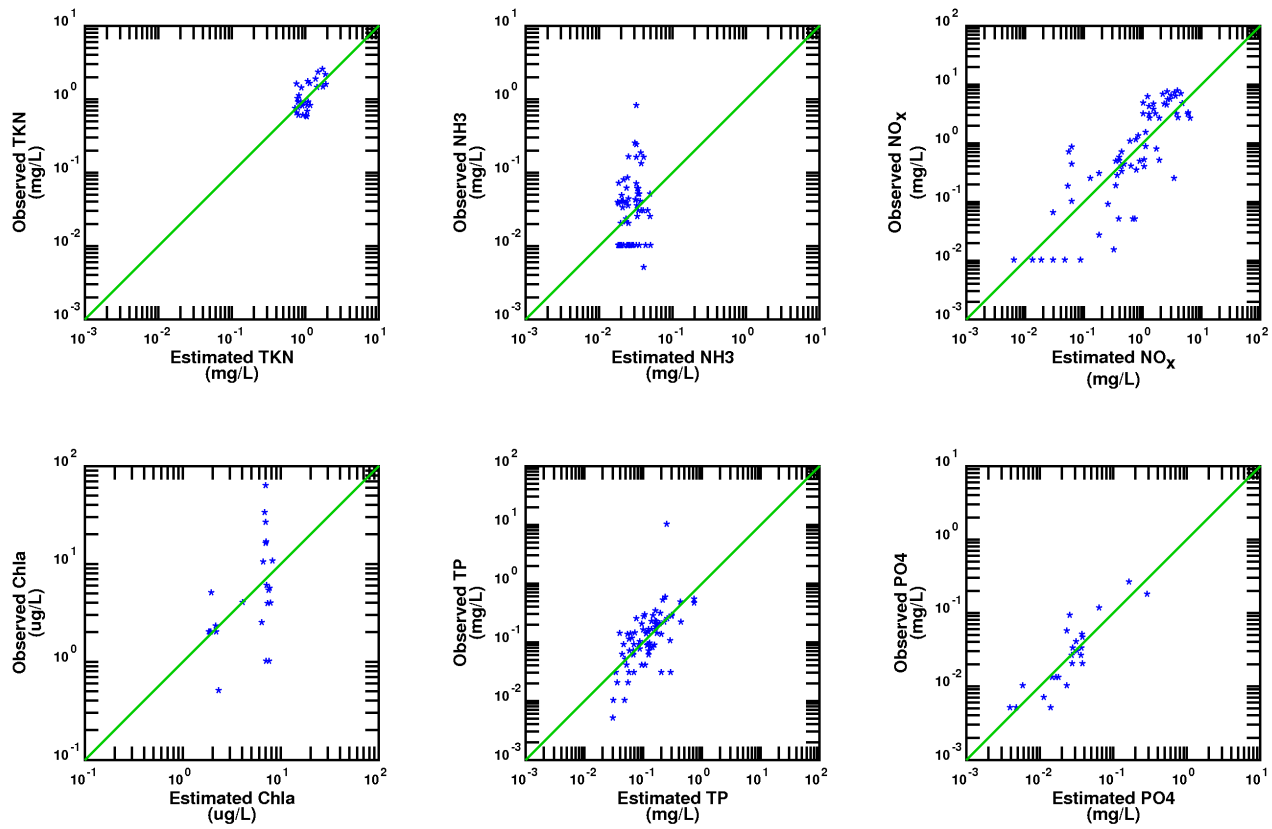 10^1
10^0
10^-1
10^-2
10^-3
Observed TKN
(mg/L)
10^-3 10^-2 10^-1 10^0 10^1
Estimated TKN
(mg/L)
10^1
10^0
10^-1
10^-2
10^-3
Observed NH3
(mg/L)
10^-3 10^-2 10^-1 10^0 10^1
Estimated NH3
(mg/L)
10^2
10^1
10^0
10^-1
10^-2
10^-3
Observed NOX
(mg/L)
10^-3 10^-2 10^-1 10^0 10^1 10^2
Estimated NOX
(mg/L)
10^2
10^1
10^0
10^-1
Observed Chla
(ug/L)
10^-1 10^0 10^1 10^2
Estimated Chla
(ug/L)
10^2
10^1
10^0
10^-1
10^-2
10^-3
Observed TP
(mg/L)
10^-3 10^-2 10^-1 10^0 10^1 10^2
Estimated TP
(mg/L)
10^1
10^0
10^-1
10^-2
10^-3
Observed PO4
(mg/L)
10^-3 10^-2 10^-1 10^0 10^1
Estimated PO4
(mg/L)